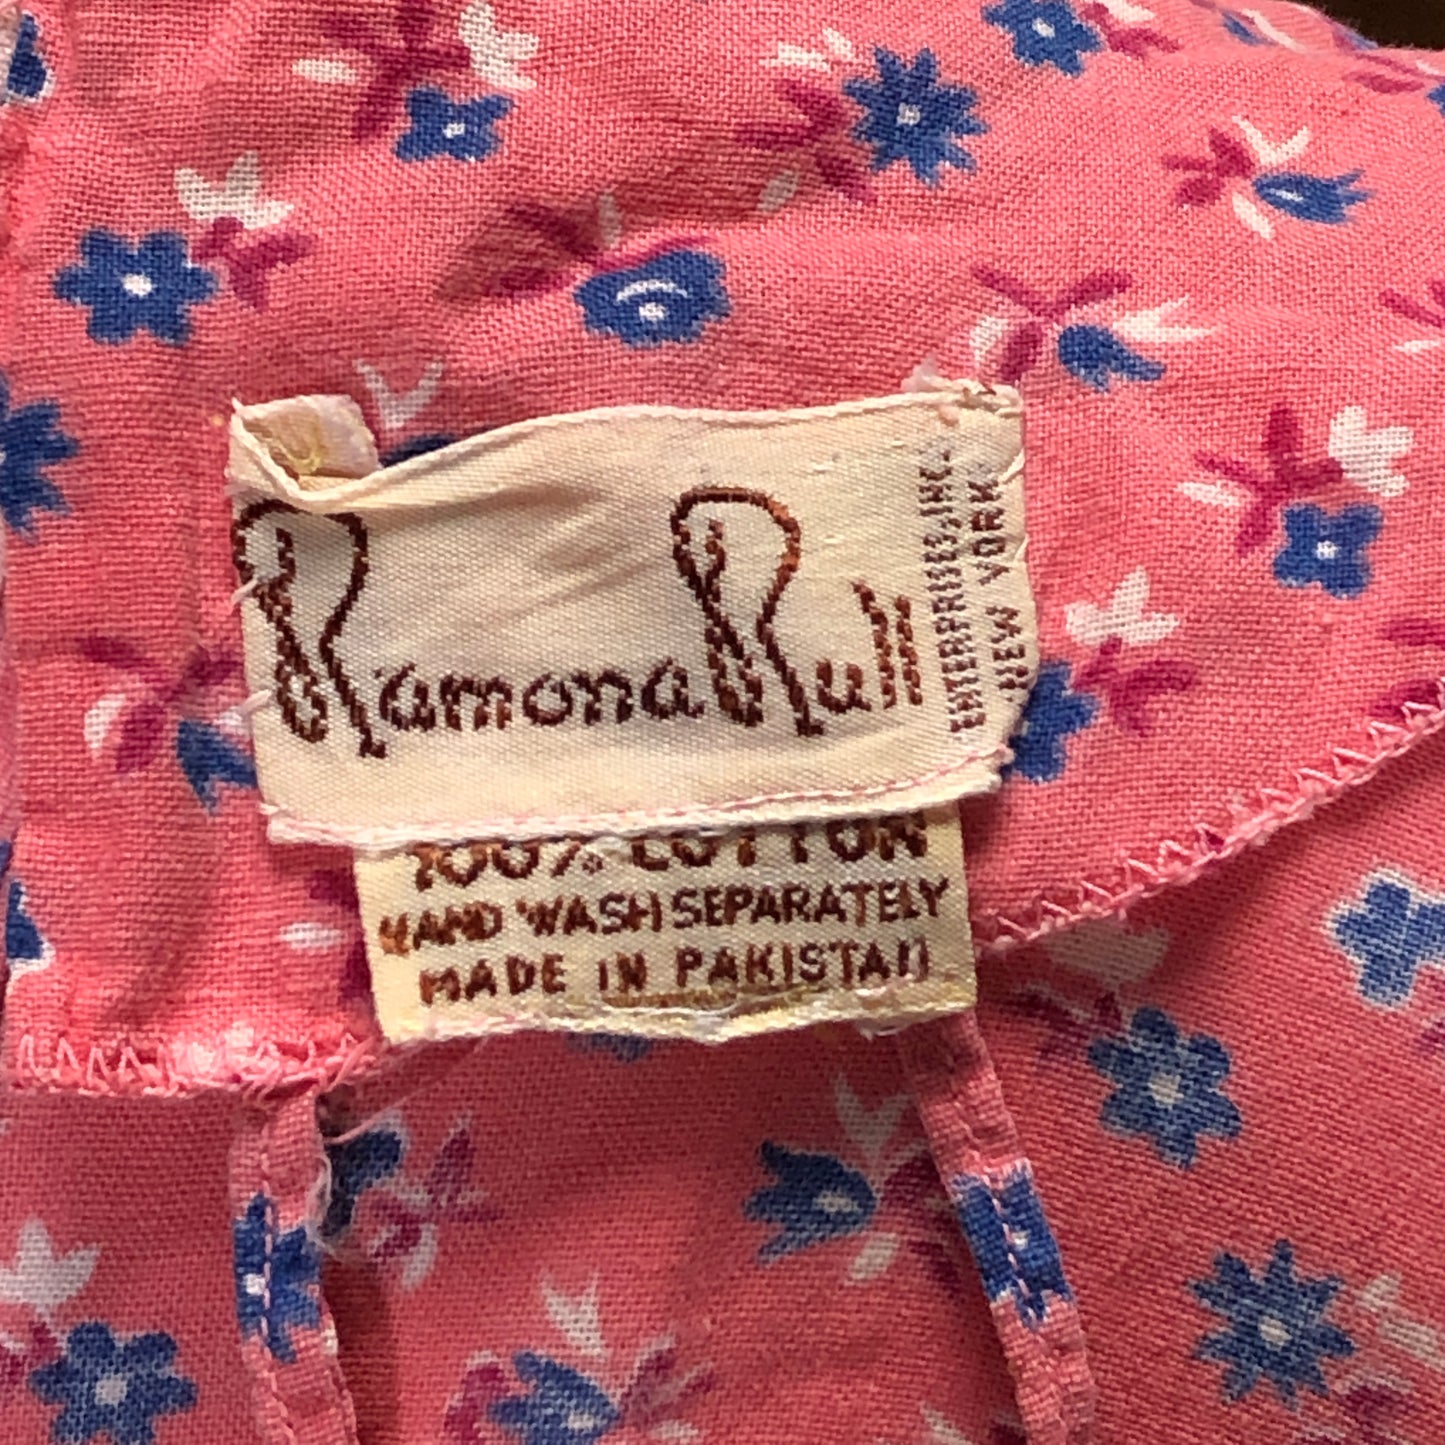 Ramona Rull
ENTERPRISES, INC.
NEW YORK
100% COTTON
HAND WASH SEPARATELY
MADE IN PAKISTAN